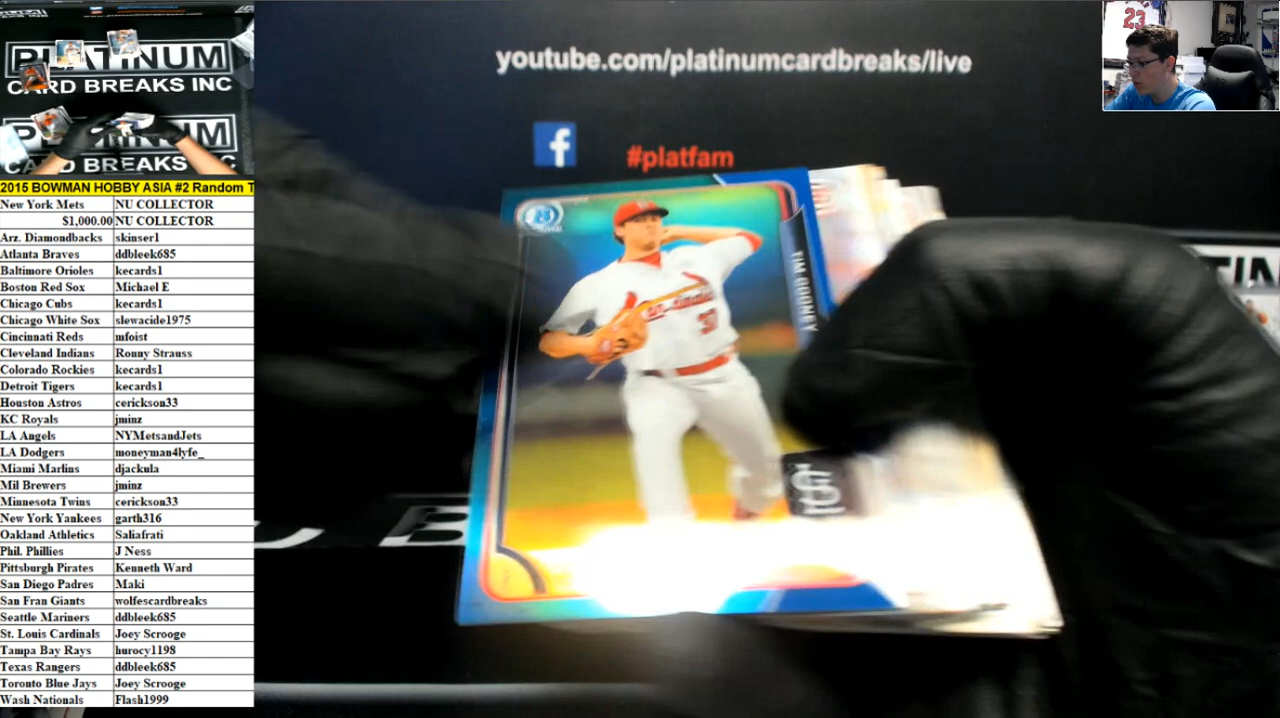 PLATINUM
CARD BREAKS INC
PLATINUM
CARD BREAKS INC
youtube.com/platinumcardbreaks/live
#platfam
23
TIM COONEY
Cardinals
37
2015 BOWMAN HOBBY ASIA #2 Random T
New York Mets NU COLLECTOR
$1,000.00 NU COLLECTOR
Arz. Diamondbacks skinser1
Atlanta Braves ddbleek685
Baltimore Orioles kecards1
Boston Red Sox Michael E
Chicago Cubs kecards1
Chicago White Sox slewacide1975
Cincinnati Reds mfoist
Cleveland Indians Ronny Strauss
Colorado Rockies kecards1
Detroit Tigers kecards1
Houston Astros cerickson33
KC Royals jminz
LA Angels NYMetsandJets
LA Dodgers moneyman4lyfe_
Miami Marlins djackula
Mil Brewers jminz
Minnesota Twins cerickson33
New York Yankees garth316
Oakland Athletics Saliafrati
Phil. Phillies J Ness
Pittsburgh Pirates Kenneth Ward
San Diego Padres Maki
San Fran Giants wolfescardbreaks
Seattle Mariners ddbleek685
St. Louis Cardinals Joey Scrooge
Tampa Bay Rays hurocy1198
Texas Rangers ddbleek685
Toronto Blue Jays Joey Scrooge
Wash Nationals Flash1999